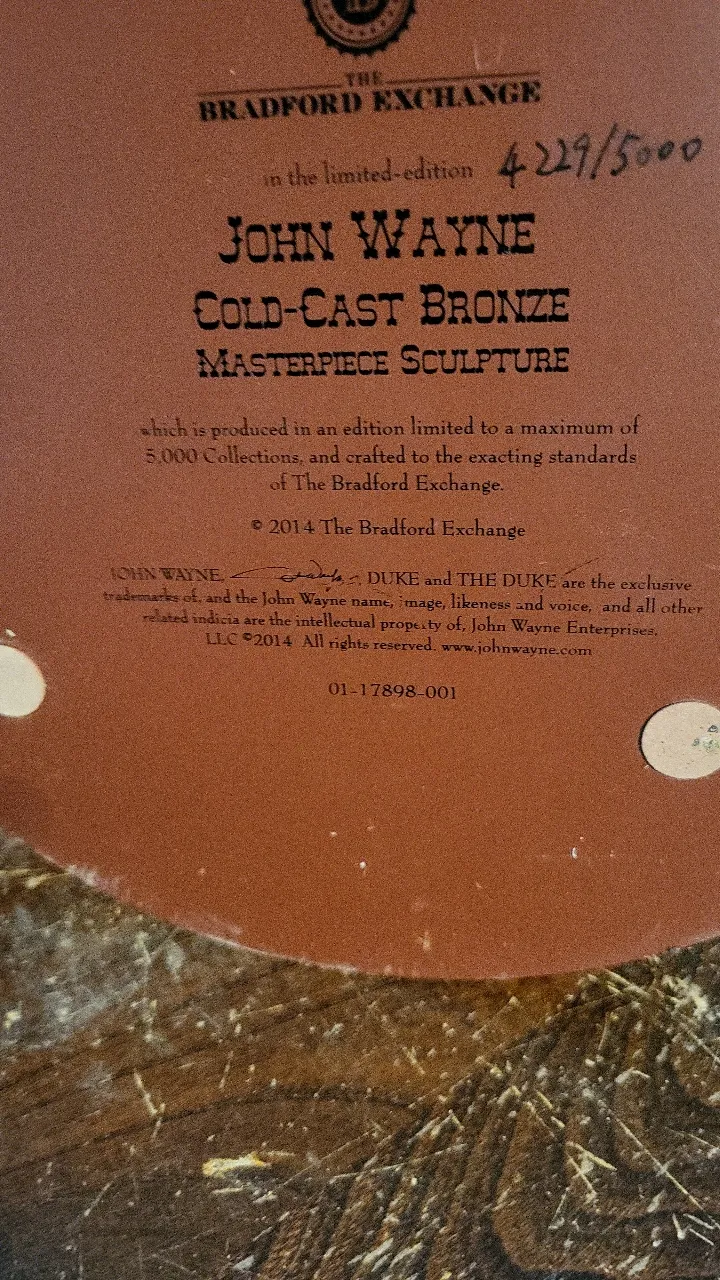 THE
BRADFORD EXCHANGE
in the limited-edition 4229/5000
JOHN WAYNE
COLD-CAST BRONZE
MASTERPIECE SCULPTURE
which is produced in an edition limited to a maximum of
5,000 Collections, and crafted to the exacting standards
of The Bradford Exchange.
© 2014 The Bradford Exchange
JOHN WAYNE, , DUKE and THE DUKE are the exclusive
trademarks of, and the John Wayne name, image, likeness and voice, and all other
related indicia are the intellectual property of, John Wayne Enterprises,
LLC ©2014 All rights reserved. www.johnwayne.com
01-17898-001